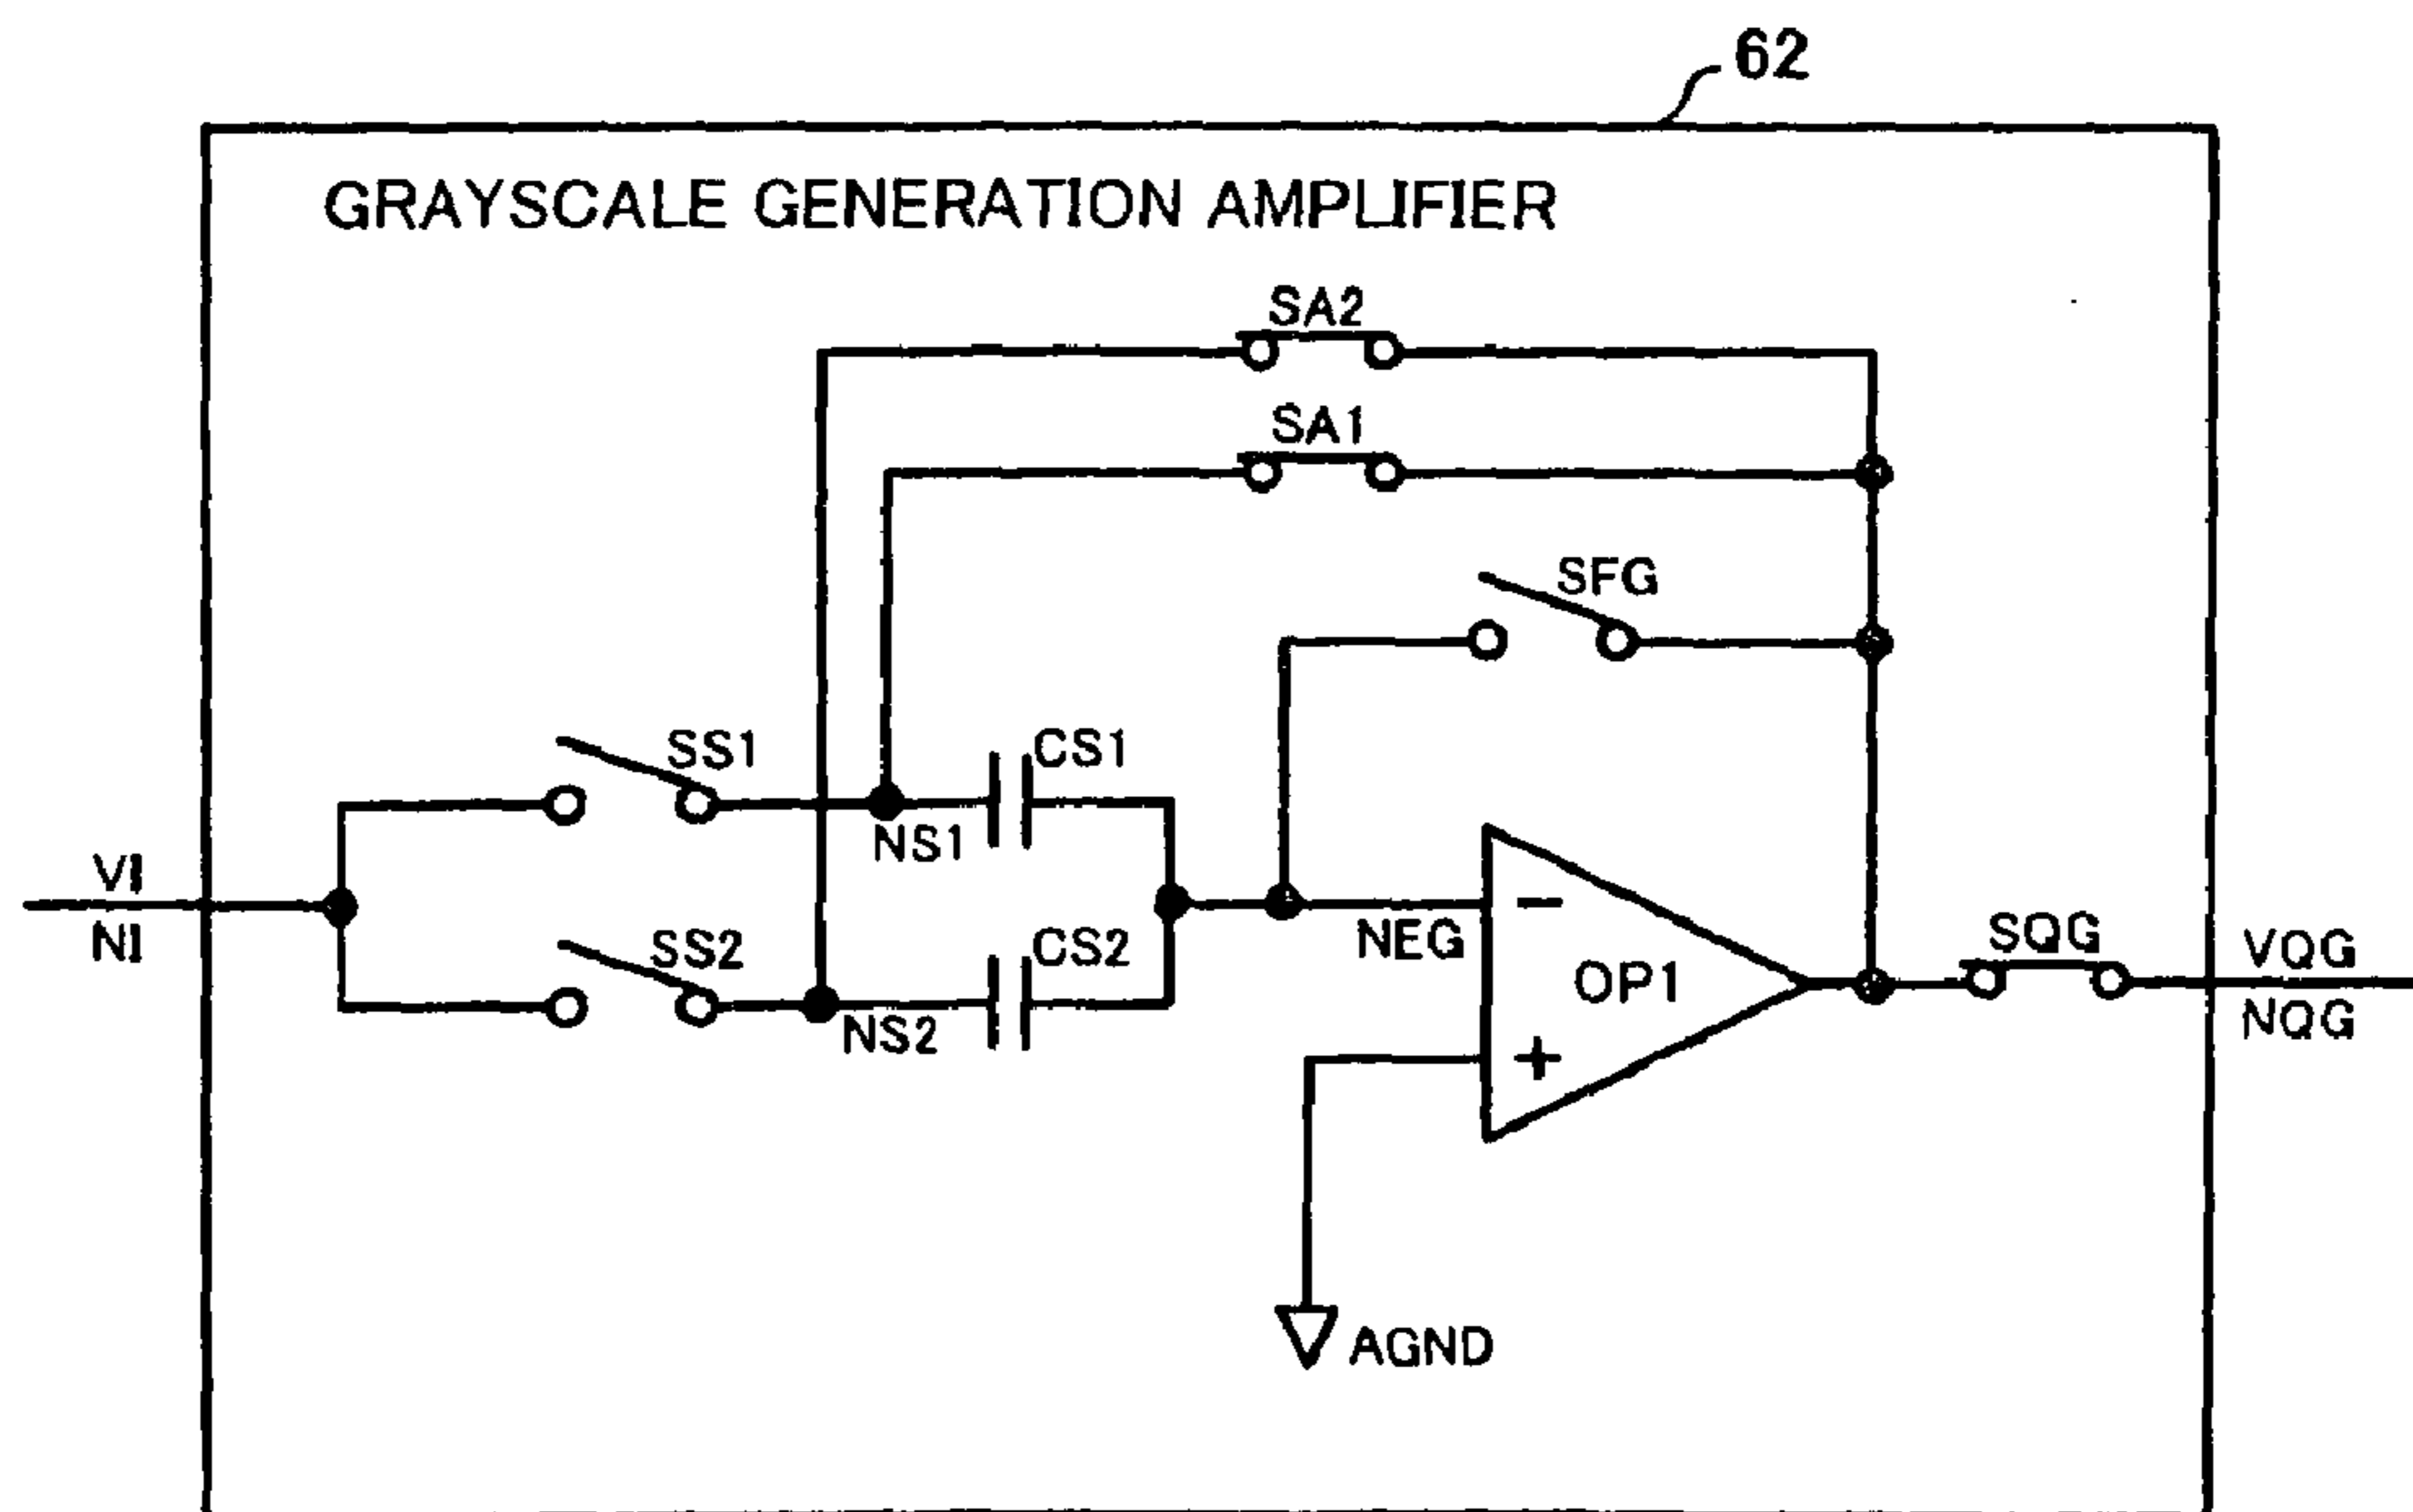 62
GRAYSCALE GENERATION AMPLIFIER
SA2
SA1
SFG
SS1
CS1
NS1
VI
NI
SS2
CS2
NS2
NEG
−
OP1
+
SQG
VQG
NQG
AGND